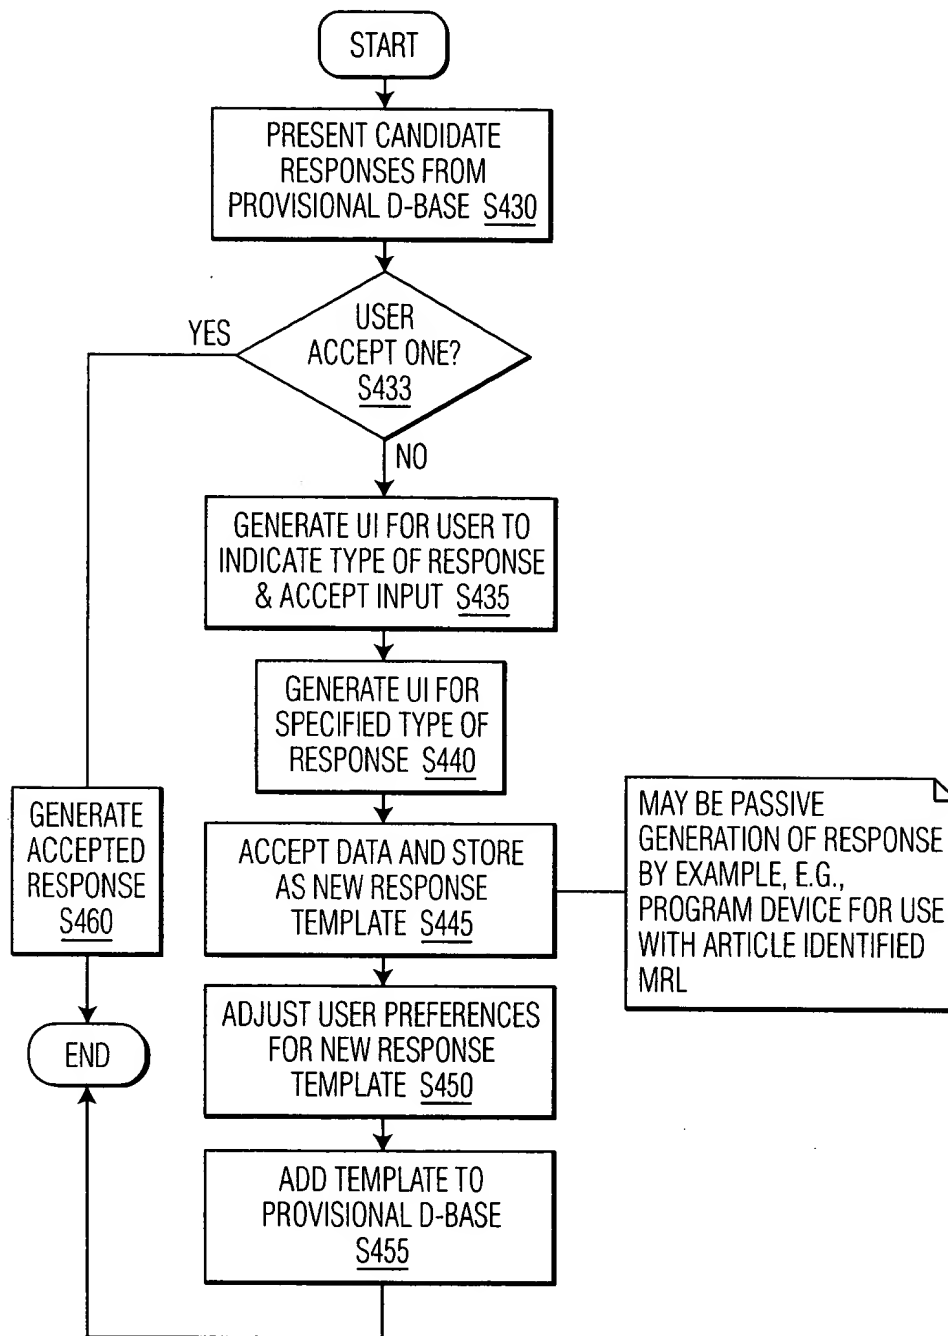 START
PRESENT CANDIDATE
RESPONSES FROM
PROVISIONAL D-BASE S430
YES
USER
ACCEPT ONE?
S433
NO
GENERATE UI FOR USER TO
INDICATE TYPE OF RESPONSE
& ACCEPT INPUT S435
GENERATE UI FOR
SPECIFIED TYPE OF
RESPONSE S440
GENERATE
ACCEPTED
RESPONSE
S460
ACCEPT DATA AND STORE
AS NEW RESPONSE
TEMPLATE S445
MAY BE PASSIVE
GENERATION OF RESPONSE
BY EXAMPLE, E.G.,
PROGRAM DEVICE FOR USE
WITH ARTICLE IDENTIFIED
MRL
END
ADJUST USER PREFERENCES
FOR NEW RESPONSE
TEMPLATE S450
ADD TEMPLATE TO
PROVISIONAL D-BASE
S455